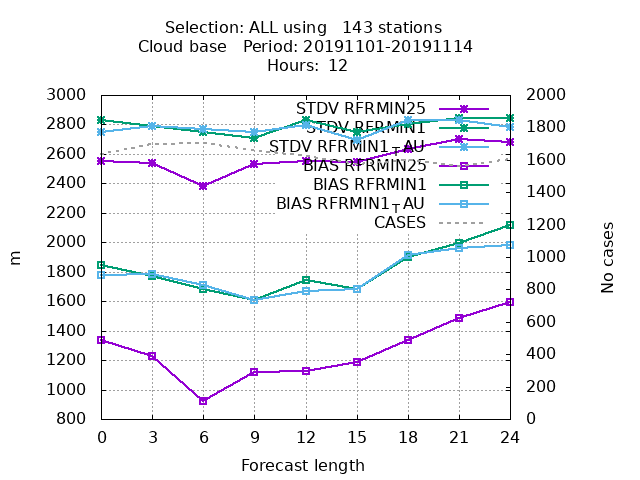 Selection: ALL using   143 stations
Cloud base   Period: 20191101-20191114
Hours:  12
3000
2800
2600
2400
2200
2000
1800
1600
1400
1200
1000
800
2000
1800
1600
1400
1200
1000
800
600
400
200
0
m
No cases
STDV RFRMIN25
STDV RFRMIN1
STDV RFRMIN1_TAU
BIAS RFRMIN25
BIAS RFRMIN1
BIAS RFRMIN1_TAU
CASES
0 3 6 9 12 15 18 21 24
Forecast length